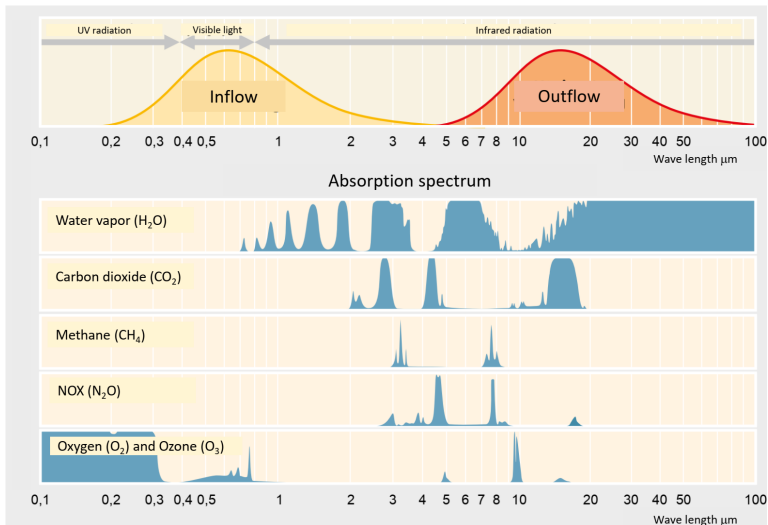 UV radiation Visible light Infrared radiation
Inflow Outflow
0,1 0,2 0,3 0,4 0,5 1 2 3 4 5 6 7 8 10 20 30 40 50 100
Wave length µm
Absorption spectrum
Water vapor (H₂O)
Carbon dioxide (CO₂)
Methane (CH₄)
NOX (N₂O)
Oxygen (O₂) and Ozone (O₃)
0,1 0,2 0,3 0,4 0,5 1 2 3 4 5 6 7 8 10 20 30 40 50 100
Wave length µm